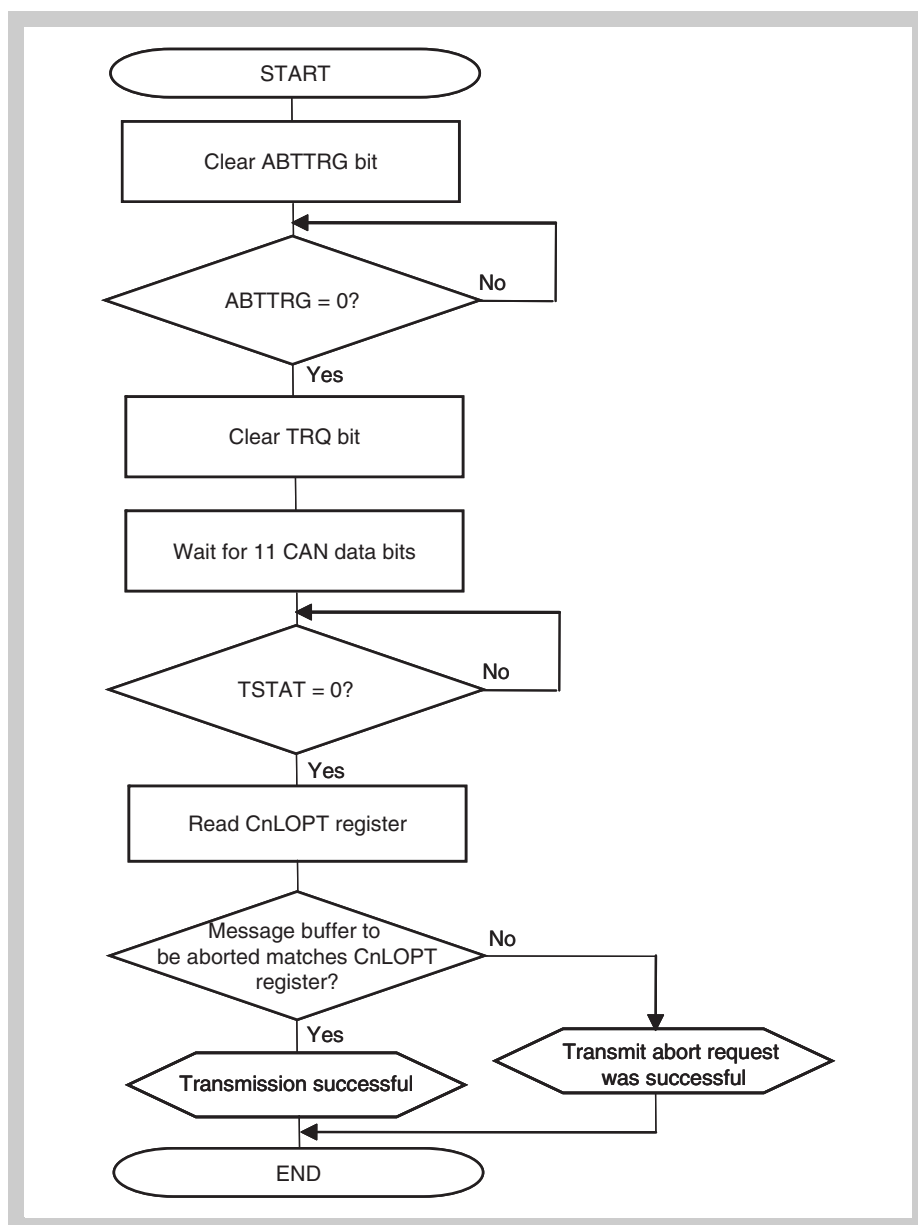 START
Clear ABTTRG bit
No
ABTTRG = 0?
Yes
Clear TRQ bit
Wait for 11 CAN data bits
No
TSTAT = 0?
Yes
Read CnLOPT register
Message buffer to
be aborted matches CnLOPT
register?
No
Yes
Transmission successful
Transmit abort request
was successful
END